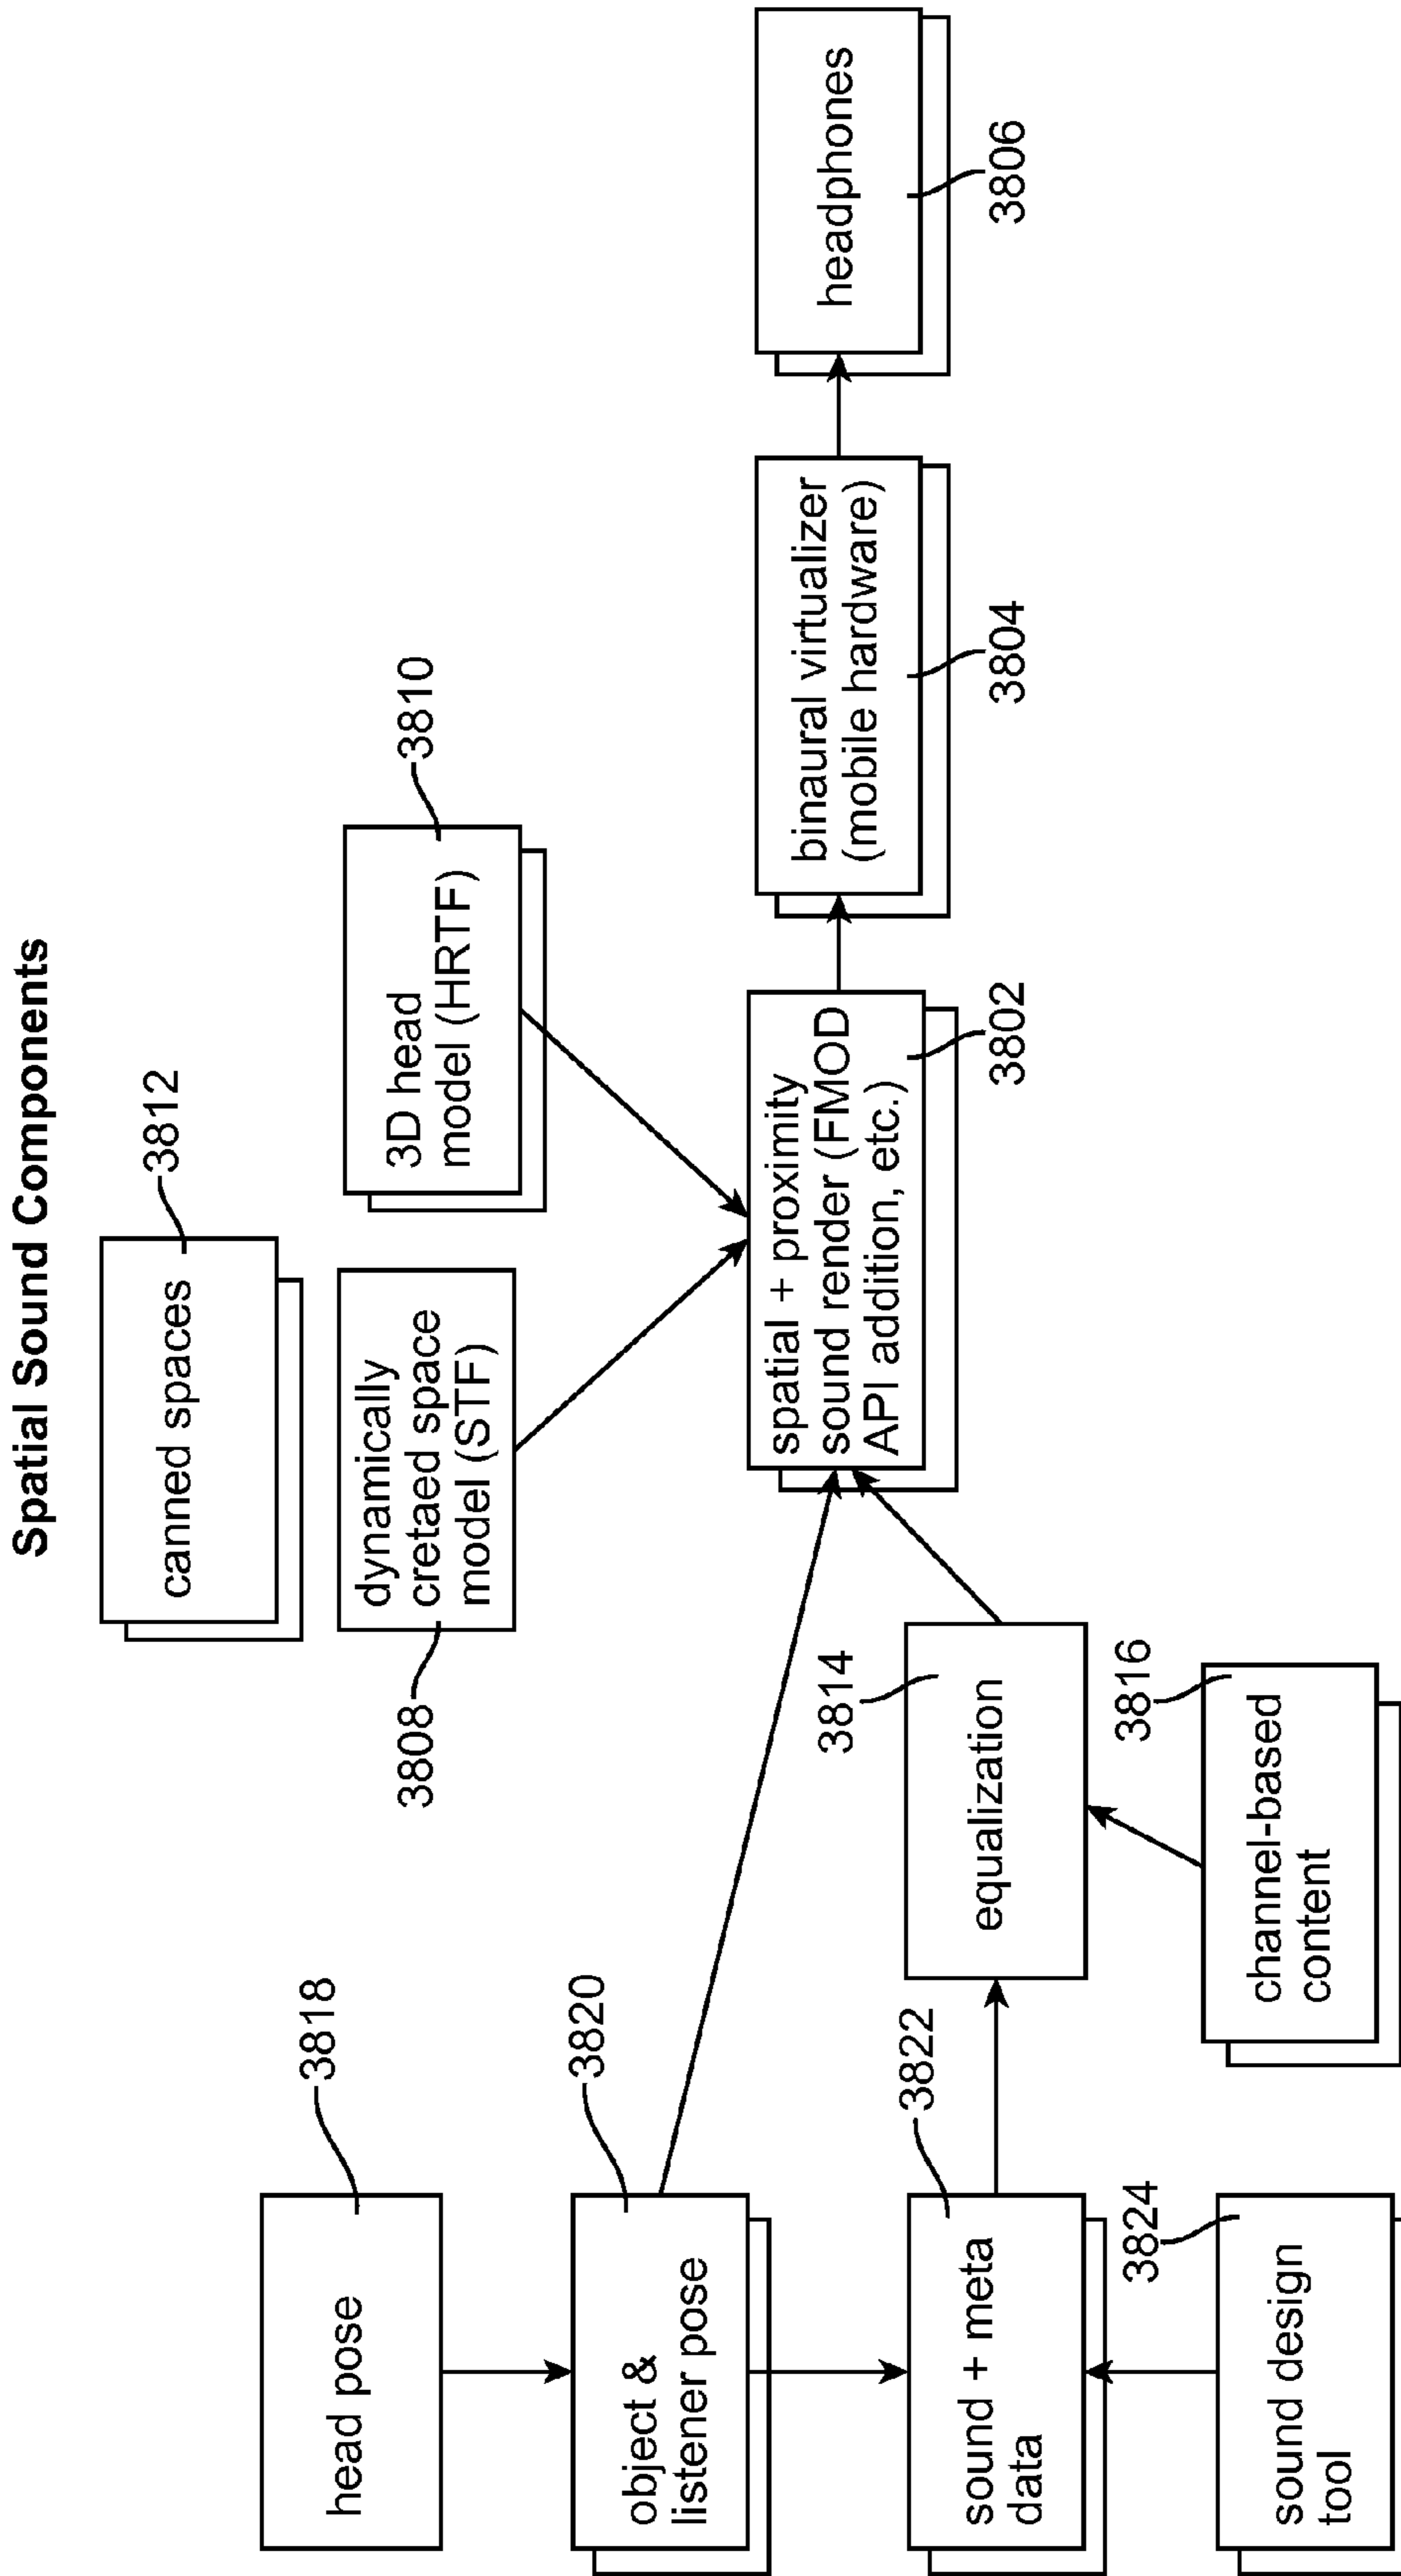 Spatial Sound Components
canned spaces
3812
head pose
3818
dynamically
cretaed space
model (STF)
3808
3D head
model (HRTF)
3810
object &
listener pose
3820
spatial + proximity
sound render (FMOD
API addition, etc.)
3802
binaural virtualizer
(mobile hardware)
3804
headphones
3806
sound + meta
data
3822
equalization
3814
sound design
tool
3824
channel-based
content
3816